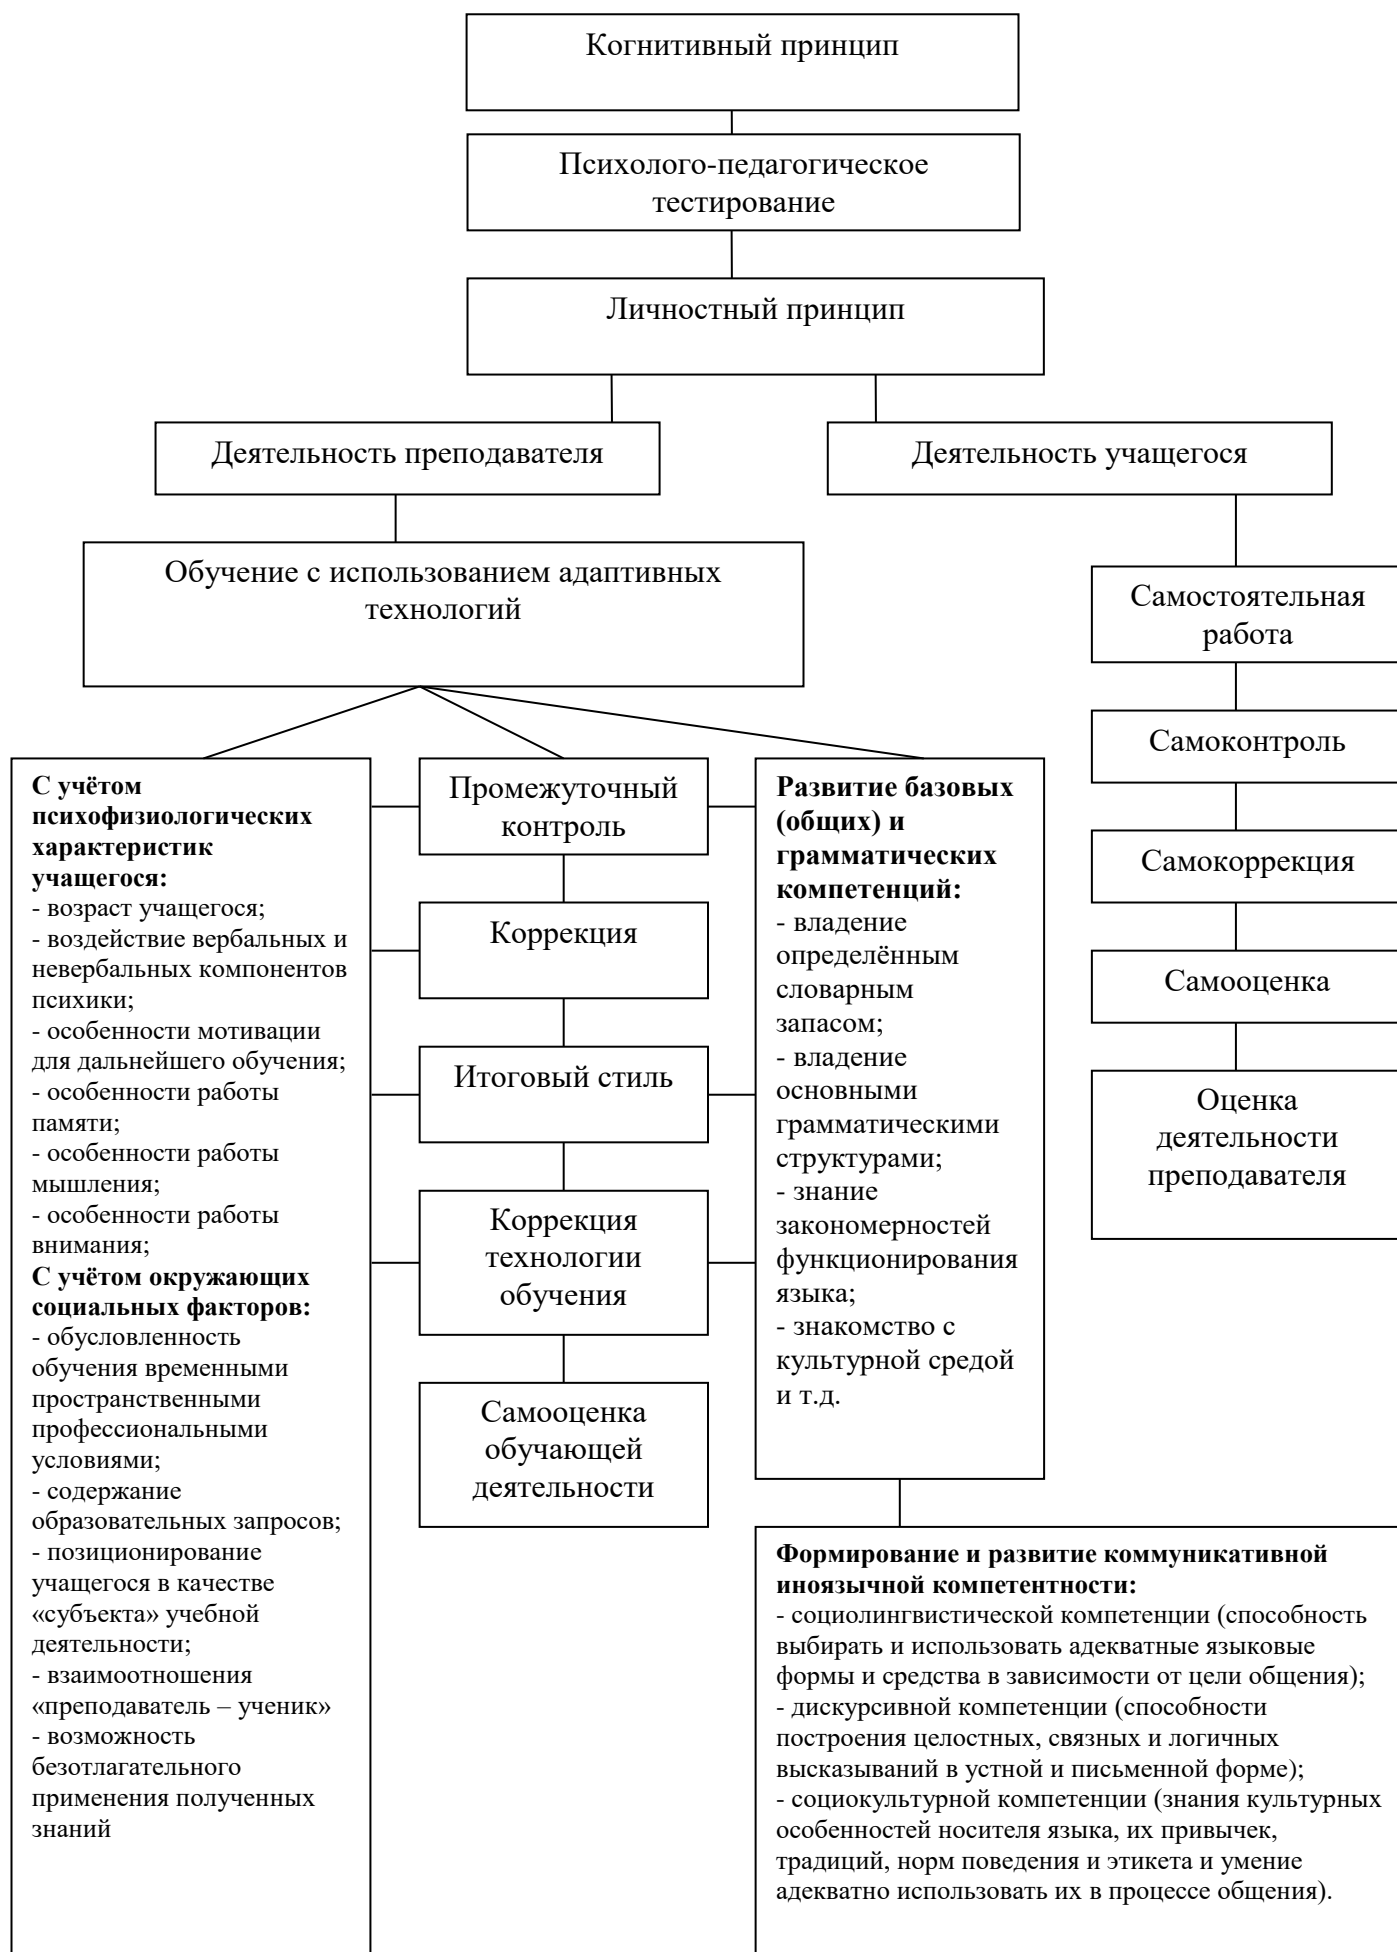 Когнитивный принцип
Психолого-педагогическое
тестирование
Личностный принцип
Деятельность преподавателя
Деятельность учащегося
Обучение с использованием адаптивных
технологий
Самостоятельная
работа
Самоконтроль
Самокоррекция
Самооценка
Оценка
деятельности
преподавателя
С учётом
психофизиологических
характеристик
учащегося:
- возраст учащегося;
- воздействие вербальных и
невербальных компонентов
психики;
- особенности мотивации
для дальнейшего обучения;
- особенности работы
памяти;
- особенности работы
мышления;
- особенности работы
внимания;
С учётом окружающих
социальных факторов:
- обусловленность
обучения временными
пространственными
профессиональными
условиями;
- содержание
образовательных запросов;
- позиционирование
учащегося в качестве
«субъекта» учебной
деятельности;
- взаимоотношения
«преподаватель – ученик»
- возможность
безотлагательного
применения полученных
знаний
Промежуточный
контроль
Коррекция
Итоговый стиль
Коррекция
технологии
обучения
Самооценка
обучающей
деятельности
Развитие базовых
(общих) и
грамматических
компетенций:
- владение
определённым
словарным
запасом;
- владение
основными
грамматическими
структурами;
- знание
закономерностей
функционирования
языка;
- знакомство с
культурной средой
и т.д.
Формирование и развитие коммуникативной
иноязычной компетентности:
- социолингвистической компетенции (способность
выбирать и использовать адекватные языковые
формы и средства в зависимости от цели общения);
- дискурсивной компетенции (способности
построения целостных, связных и логичных
высказываний в устной и письменной форме);
- социокультурной компетенции (знания культурных
особенностей носителя языка, их привычек,
традиций, норм поведения и этикета и умение
адекватно использовать их в процессе общения).